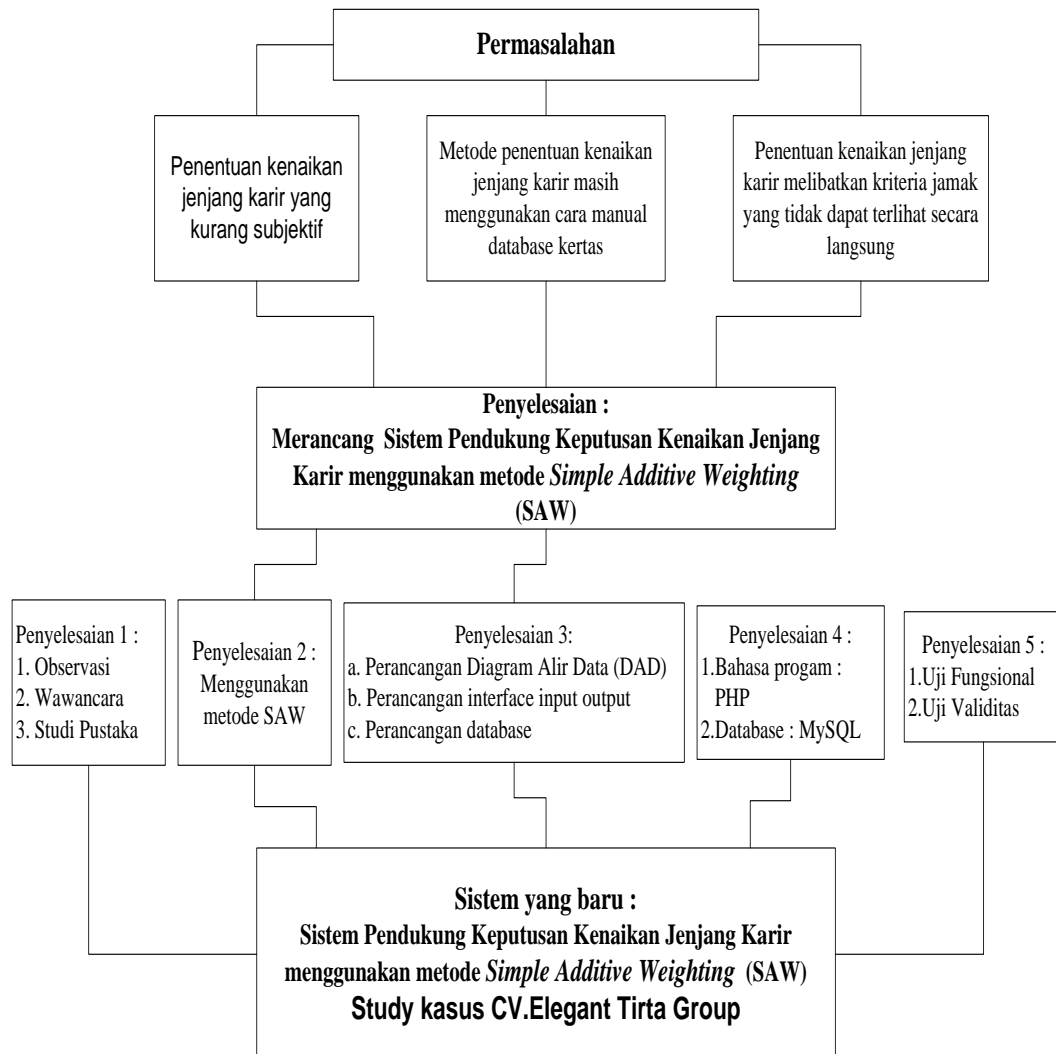 Permasalahan
Penentuan kenaikan
jenjang karir yang
kurang subjektif
Metode penentuan kenaikan
jenjang karir masih
menggunakan cara manual
database kertas
Penentuan kenaikan jenjang
karir melibatkan kriteria jamak
yang tidak dapat terlihat secara
langsung
Penyelesaian :
Merancang Sistem Pendukung Keputusan Kenaikan Jenjang
Karir menggunakan metode Simple Additive Weighting
(SAW)
Penyelesaian 1 :
1. Observasi
2. Wawancara
3. Studi Pustaka
Penyelesaian 2 :
Menggunakan
metode SAW
Penyelesaian 3:
a. Perancangan Diagram Alir Data (DAD)
b. Perancangan interface input output
c. Perancangan database
Penyelesaian 4 :
1.Bahasa progam :
PHP
2.Database : MySQL
Penyelesaian 5 :
1.Uji Fungsional
2.Uji Validitas
Sistem yang baru :
Sistem Pendukung Keputusan Kenaikan Jenjang Karir
menggunakan metode Simple Additive Weighting (SAW)
Study kasus CV.Elegant Tirta Group